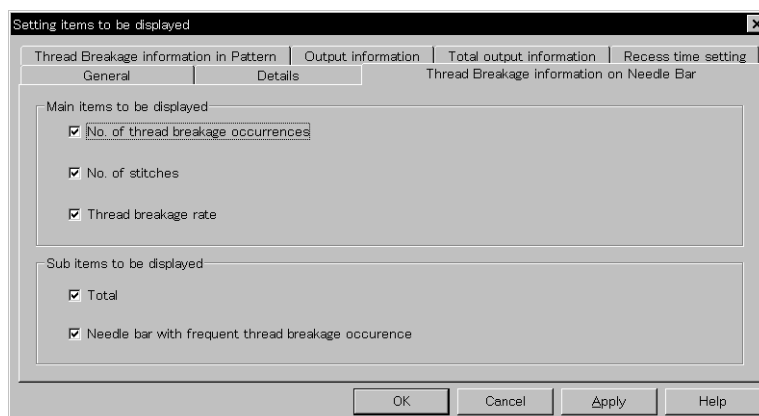 Setting items to be displayed
Thread Breakage information in Pattern Output information Total output information Recess time setting
General Details Thread Breakage information on Needle Bar
Main items to be displayed
No. of thread breakage occurrences
No. of stitches
Thread breakage rate
Sub items to be displayed
Total
Needle bar with frequent thread breakage occurence
OK Cancel Apply Help